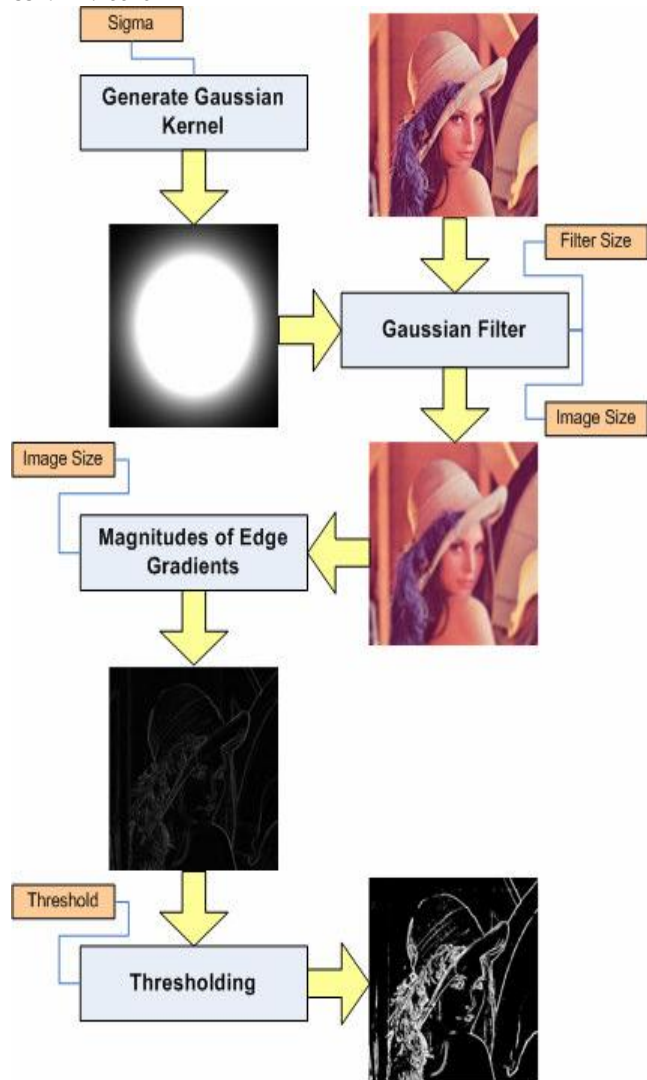 Sigma
Generate Gaussian
Kernel
Filter Size
Gaussian Filter
Image Size
Image Size
Magnitudes of Edge
Gradients
Threshold
Thresholding